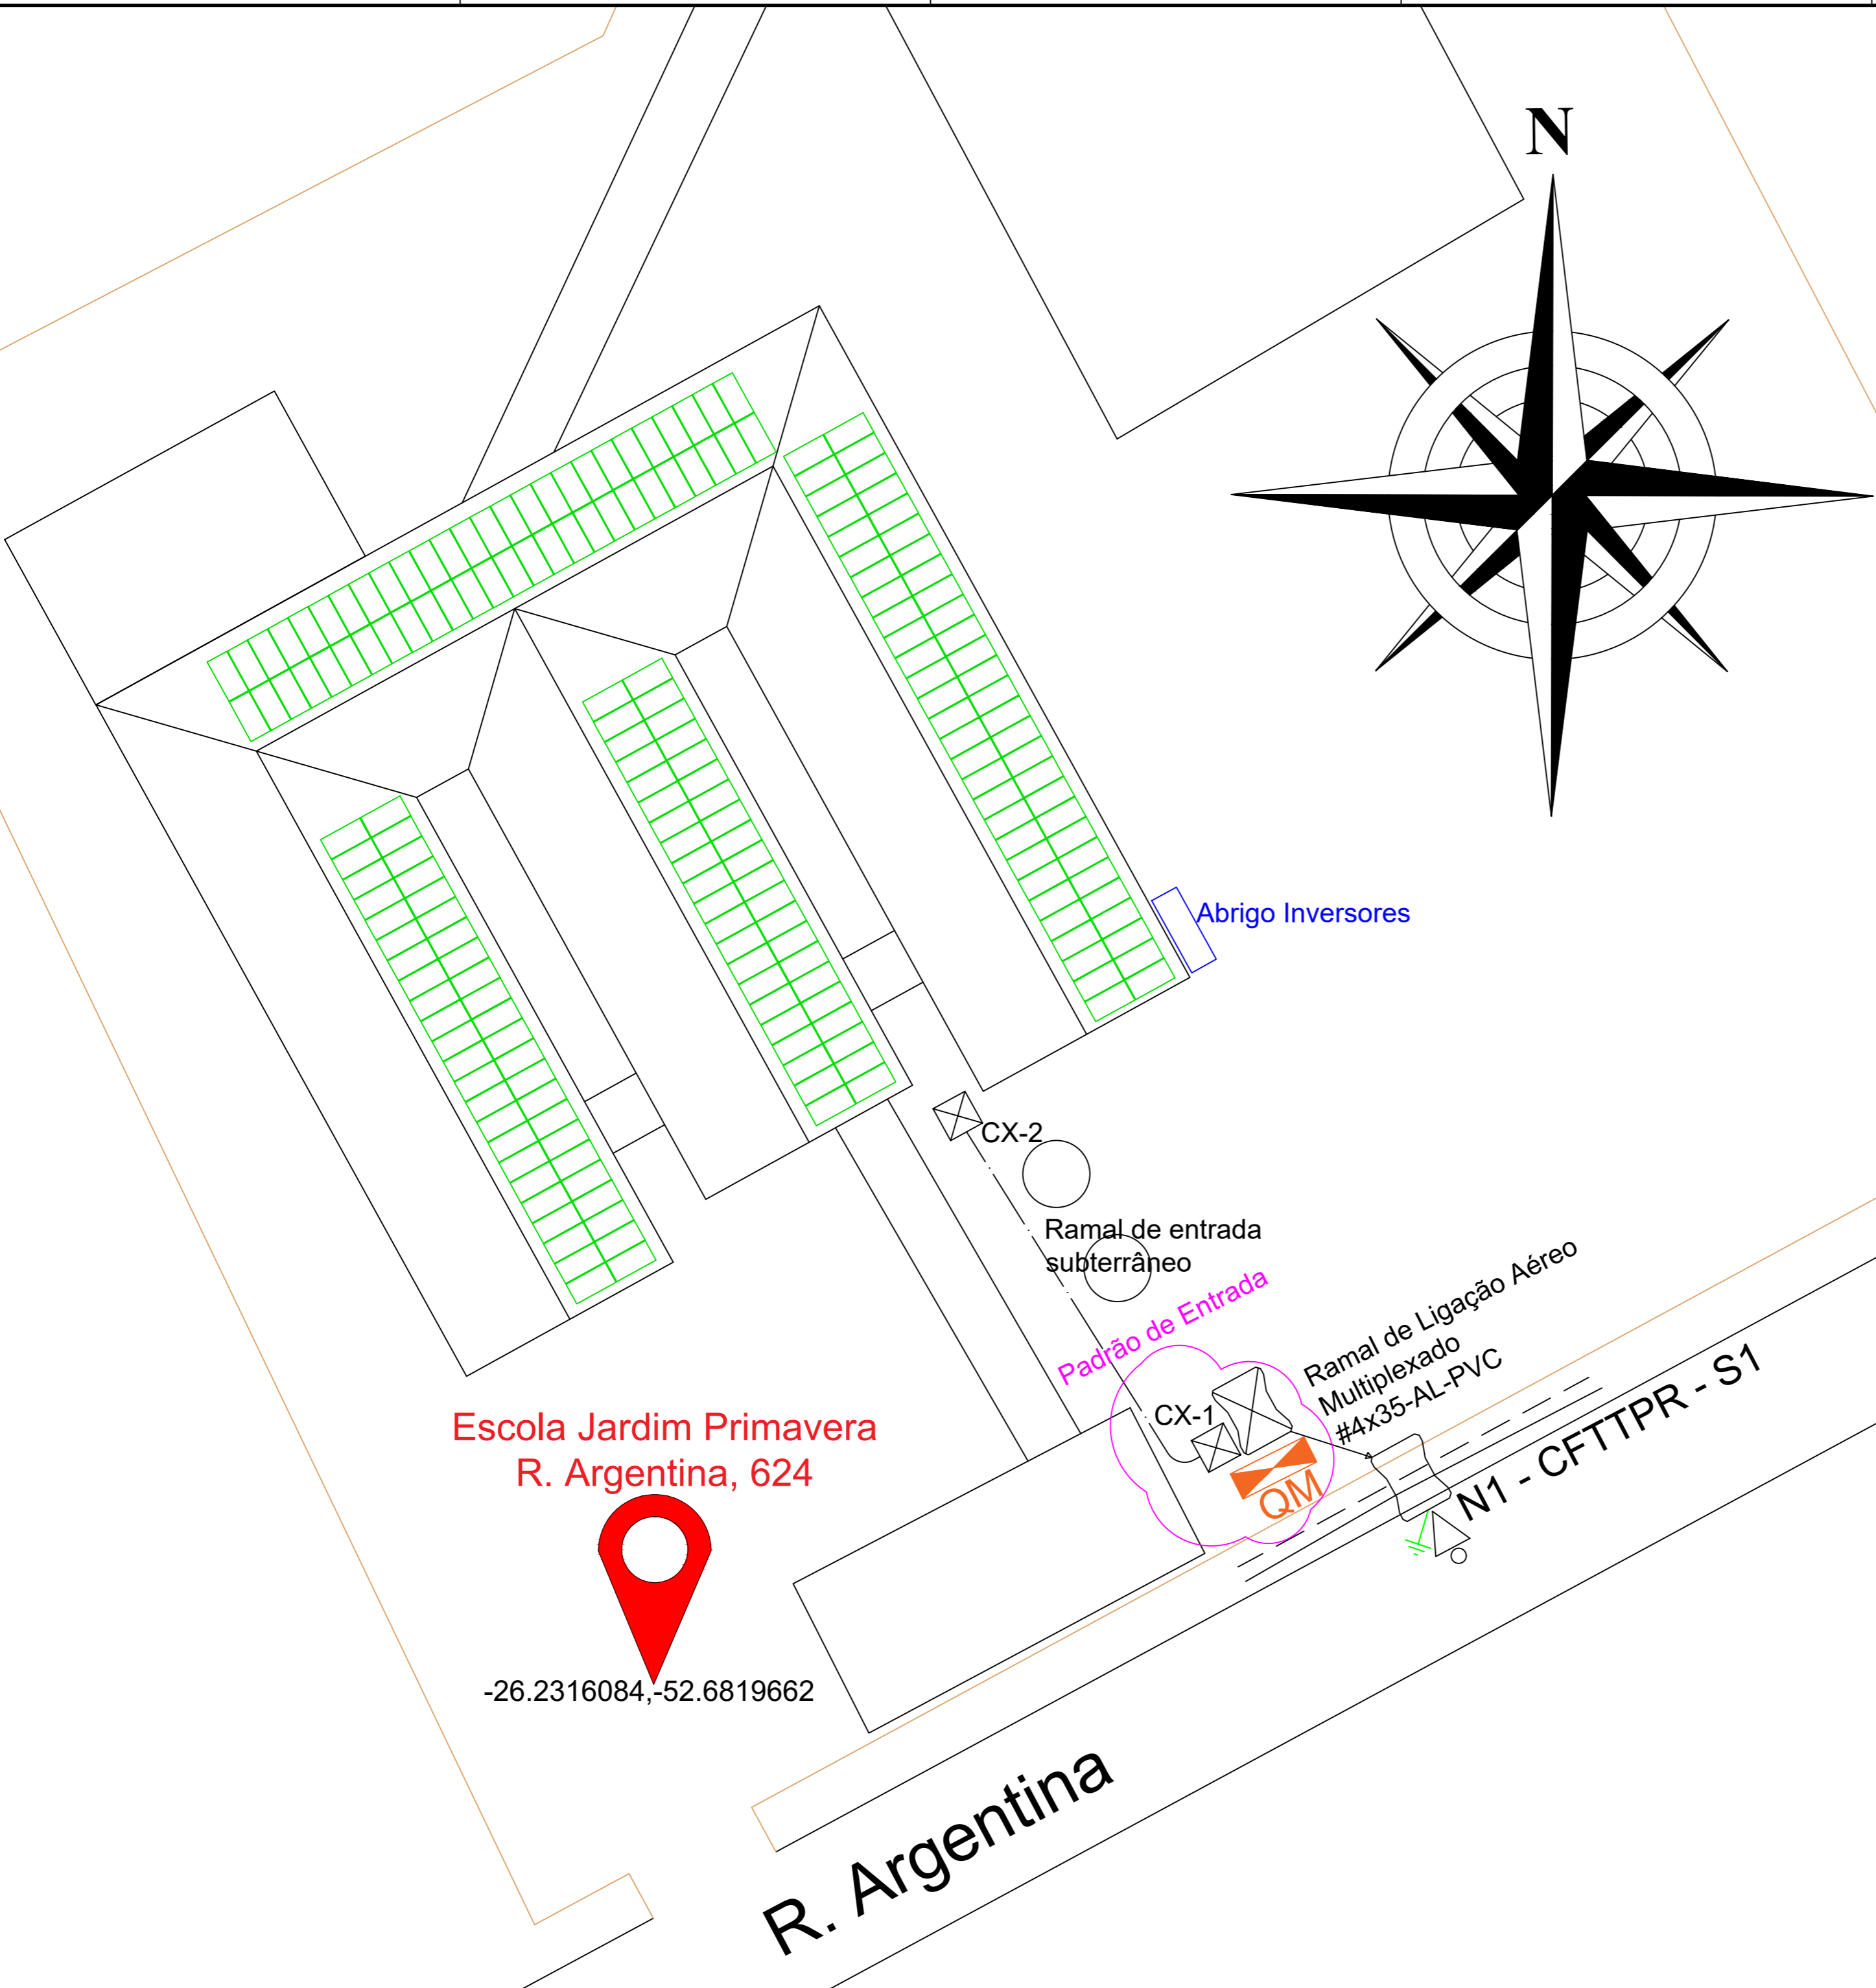 N
Abrigo Inversores
CX-2
Ramal de entrada
subterrâneo
Padrão de Entrada
Ramal de Ligação Aéreo
Multiplexado
#4x35-AL-PVC
CX-1
QM
N1 - CFTTPR - S1
Escola Jardim Primavera
R. Argentina, 624
-26.2316084,-52.6819662
R. Argentina